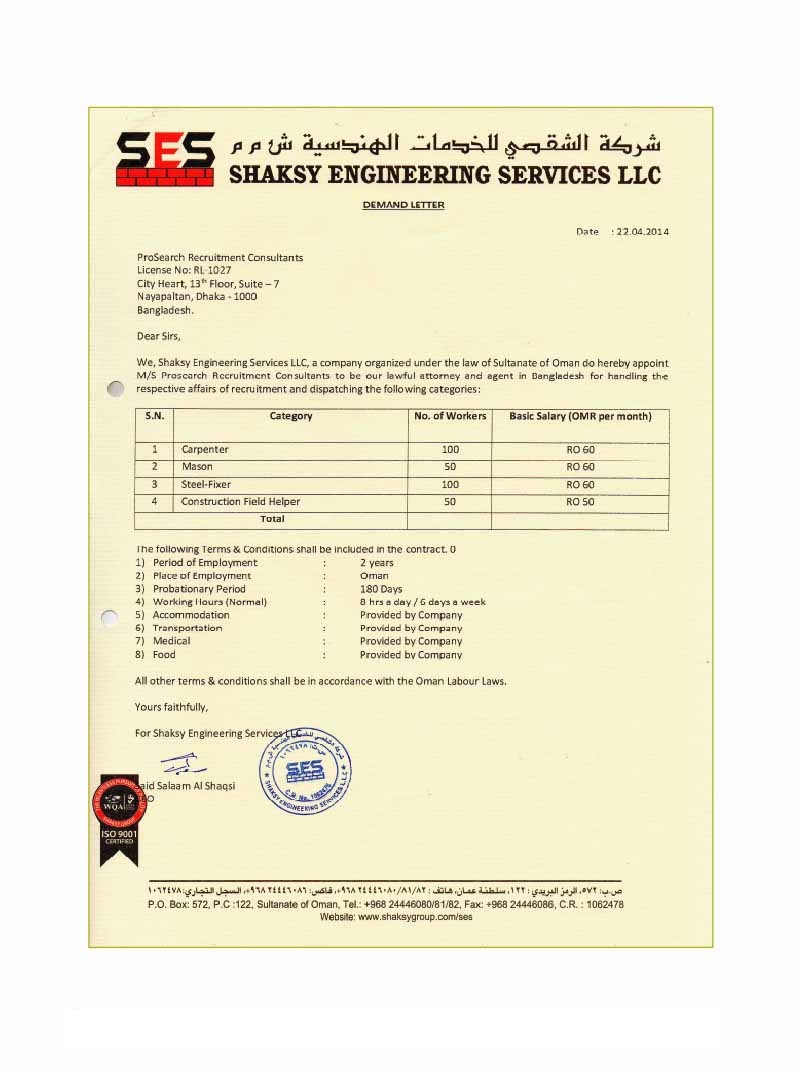 SES
شركة الشقصي للخدمات الهندسية ش م م
SHAKSY ENGINEERING SERVICES LLC
DEMAND LETTER
Date : 22.04.2014
ProSearch Recruitment Consultants
License No: RL-1027
City Heart, 13th Floor, Suite – 7
Nayapaltan, Dhaka - 1000
Bangladesh.
Dear Sirs,
We, Shaksy Engineering Services LLC, a company organized under the law of Sultanate of Oman do hereby appoint
M/S Prosearch Recruitment Consultants to be our lawful attorney and agent in Bangladesh for handling the
respective affairs of recruitment and dispatching the following categories:
S.N. Category No. of Workers Basic Salary (OMR per month)
1 Carpenter 100 RO 60
2 Mason 50 RO 60
3 Steel-Fixer 100 RO 60
4 Construction Field Helper 50 RO 50
Total
The following Terms & Conditions shall be included in the contract. 0
1) Period of Employment : 2 years
2) Place of Employment : Oman
3) Probationary Period : 180 Days
4) Working Hours (Normal) : 8 hrs a day / 6 days a week
5) Accommodation : Provided by Company
6) Transportation : Provided by Company
7) Medical : Provided by Company
8) Food : Provided by Company
All other terms & conditions shall be in accordance with the Oman Labour Laws.
Yours faithfully,
For Shaksy Engineering Services LLC
SES
C.R. No. 1062478
SHAKSY ENGINEERING SERVICES L.L.C
aid Salaam Al Shaqsi
WQA
ISO 9001
CERTIFIED
ص.ب: ٥٧٢، الرمز البريدي: ١٢٢، سلطنة عمان، هاتف: ٨٢/٨١/٢٤٤٤٦٠٨٠ ٩٦٨+، فاكس: ٢٤٤٤٦٠٨٦ ٩٦٨+، السجل التجاري: ١٠٦٢٤٧٨
P.O. Box: 572, P.C :122, Sultanate of Oman, Tel.: +968 24446080/81/82, Fax: +968 24446086, C.R. : 1062478
Website: www.shaksygroup.com/ses